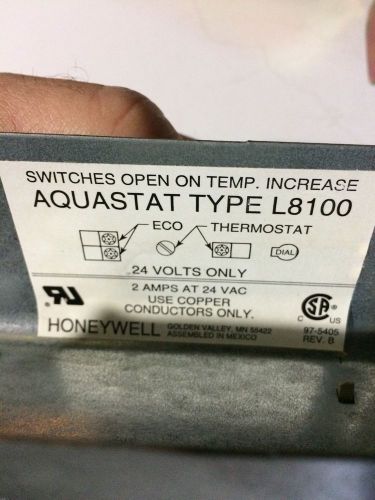 SWITCHES OPEN ON TEMP. INCREASE
AQUASTAT TYPE L8100
ECO THERMOSTAT
DIAL
24 VOLTS ONLY
2 AMPS AT 24 VAC
USE COPPER
CONDUCTORS ONLY.
C US
HONEYWELL
GOLDEN VALLEY, MN 55422
ASSEMBLED IN MEXICO
97-5405
REV. B